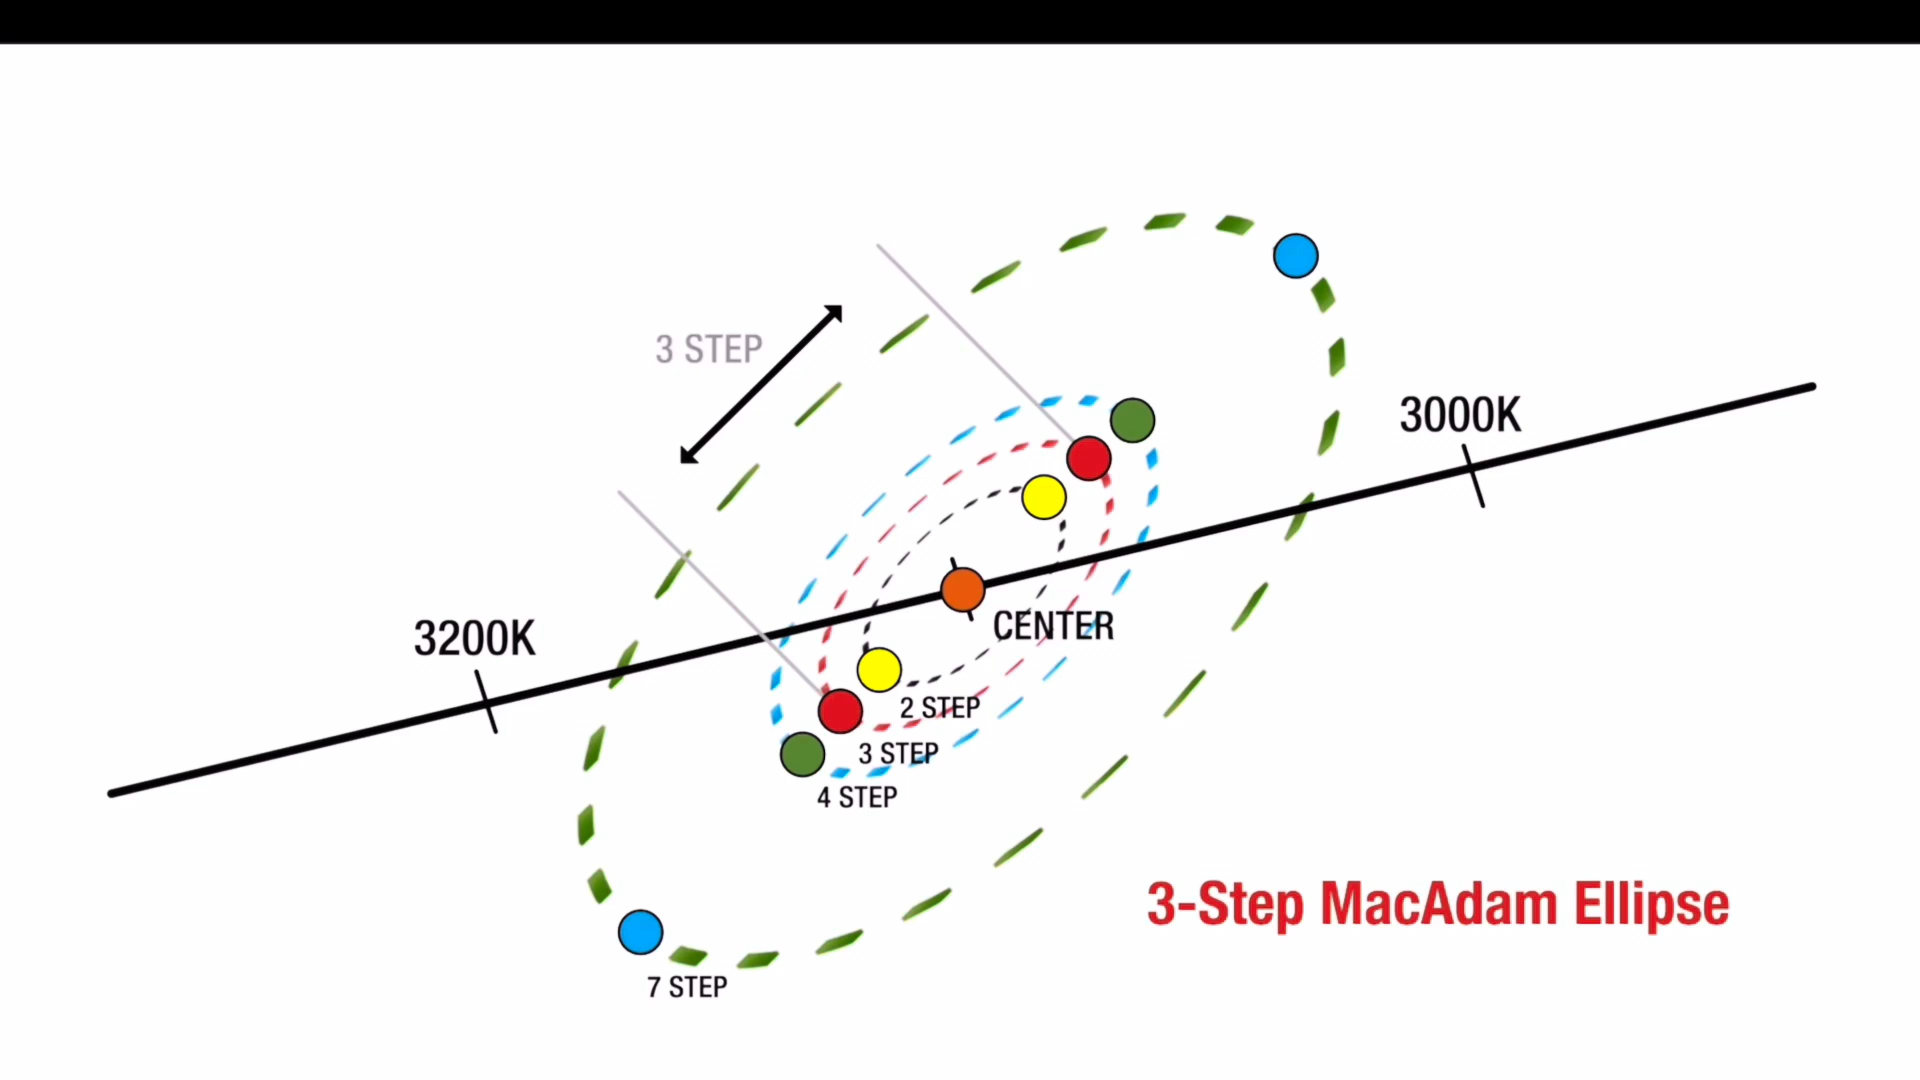 3 STEP
3000K
3200K
CENTER
2 STEP
3 STEP
4 STEP
3-Step MacAdam Ellipse
7 STEP